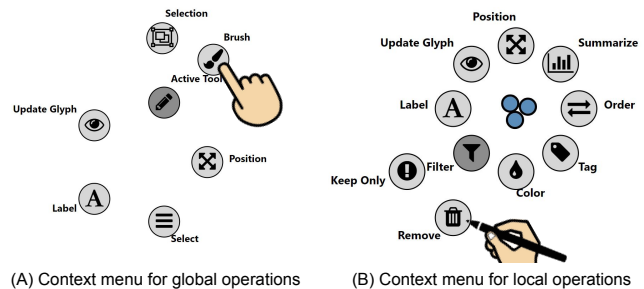 Selection
Brush
Active Tool
Update Glyph
Position
Label
A
Select
(A) Context menu for global operations
Position
Update Glyph
Summarize
Label
A
Order
Filter
Tag
Keep Only
Color
Remove
(B) Context menu for local operations